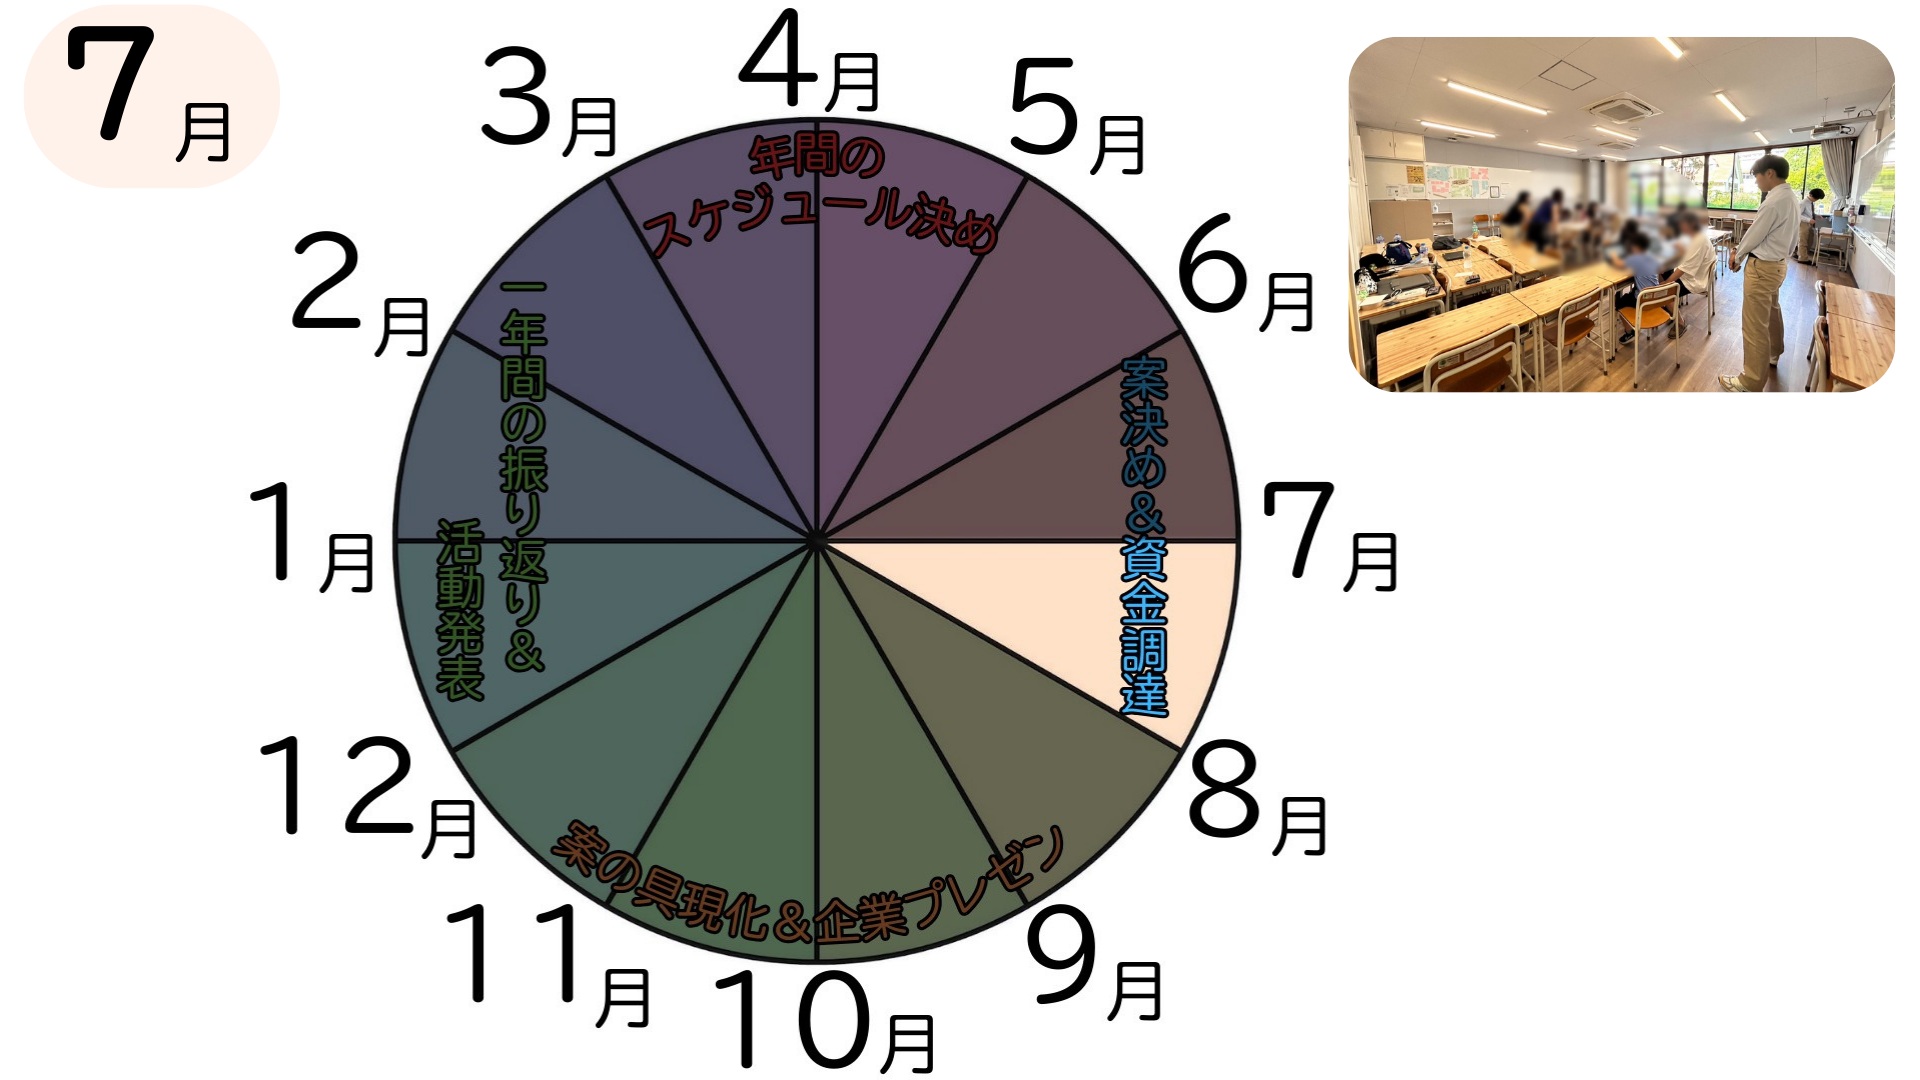 7月
4月
5月
6月
7月
8月
9月
10月
11月
12月
1月
2月
3月
年間の
スケジュール決め
案決め&資金調達
案の具現化&企業プレゼン
一年間の振り返り&
活動発表